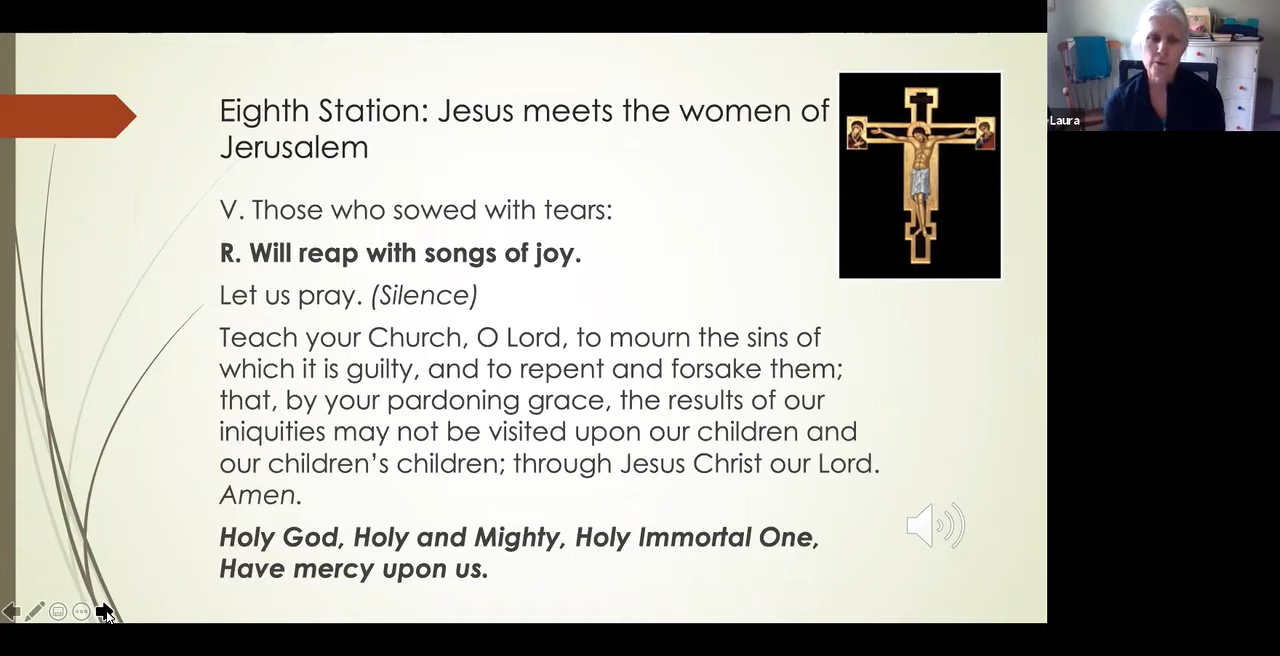 Eighth Station: Jesus meets the women of
Jerusalem
V. Those who sowed with tears:
R. Will reap with songs of joy.
Let us pray. (Silence)
Teach your Church, O Lord, to mourn the sins of
which it is guilty, and to repent and forsake them;
that, by your pardoning grace, the results of our
iniquities may not be visited upon our children and
our children’s children; through Jesus Christ our Lord.
Amen.
Holy God, Holy and Mighty, Holy Immortal One,
Have mercy upon us.
Laura